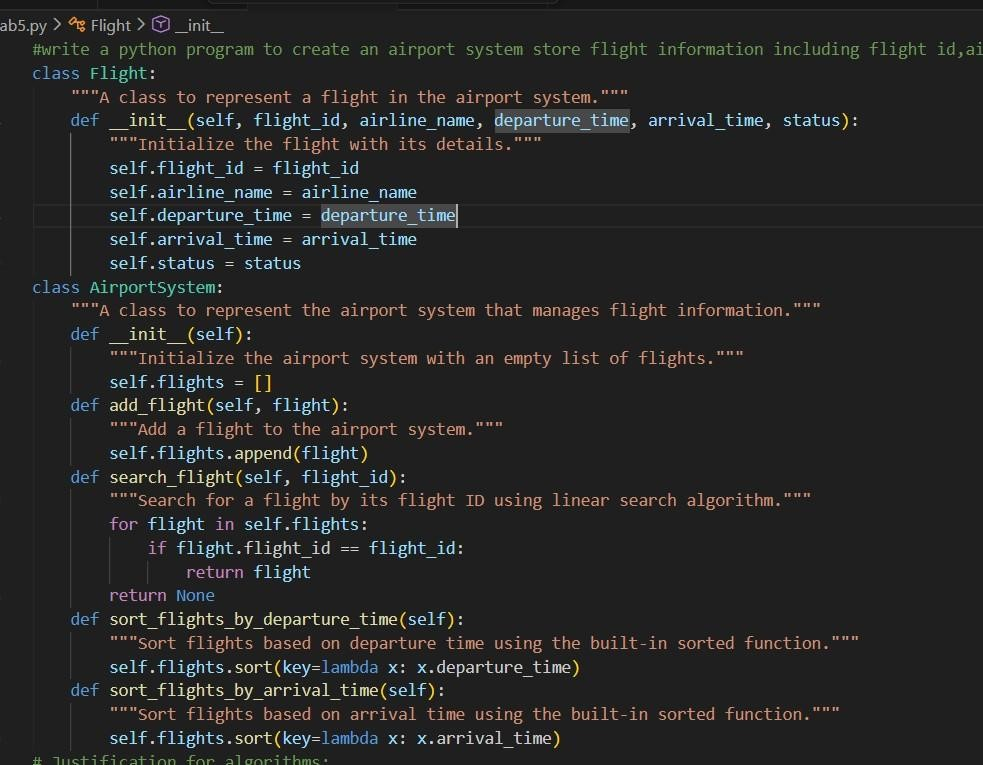 ab5.py > Flight > __init__
#write a python program to create an airport system store flight information including flight id,ai
class Flight:
    """A class to represent a flight in the airport system."""
    def __init__(self, flight_id, airline_name, departure_time, arrival_time, status):
        """Initialize the flight with its details."""
        self.flight_id = flight_id
        self.airline_name = airline_name
        self.departure_time = departure_time
        self.arrival_time = arrival_time
        self.status = status
class AirportSystem:
    """A class to represent the airport system that manages flight information."""
    def __init__(self):
        """Initialize the airport system with an empty list of flights."""
        self.flights = []
    def add_flight(self, flight):
        """Add a flight to the airport system."""
        self.flights.append(flight)
    def search_flight(self, flight_id):
        """Search for a flight by its flight ID using linear search algorithm."""
        for flight in self.flights:
            if flight.flight_id == flight_id:
                return flight
        return None
    def sort_flights_by_departure_time(self):
        """Sort flights based on departure time using the built-in sorted function."""
        self.flights.sort(key=lambda x: x.departure_time)
    def sort_flights_by_arrival_time(self):
        """Sort flights based on arrival time using the built-in sorted function."""
        self.flights.sort(key=lambda x: x.arrival_time)
# Justification for algorithms: